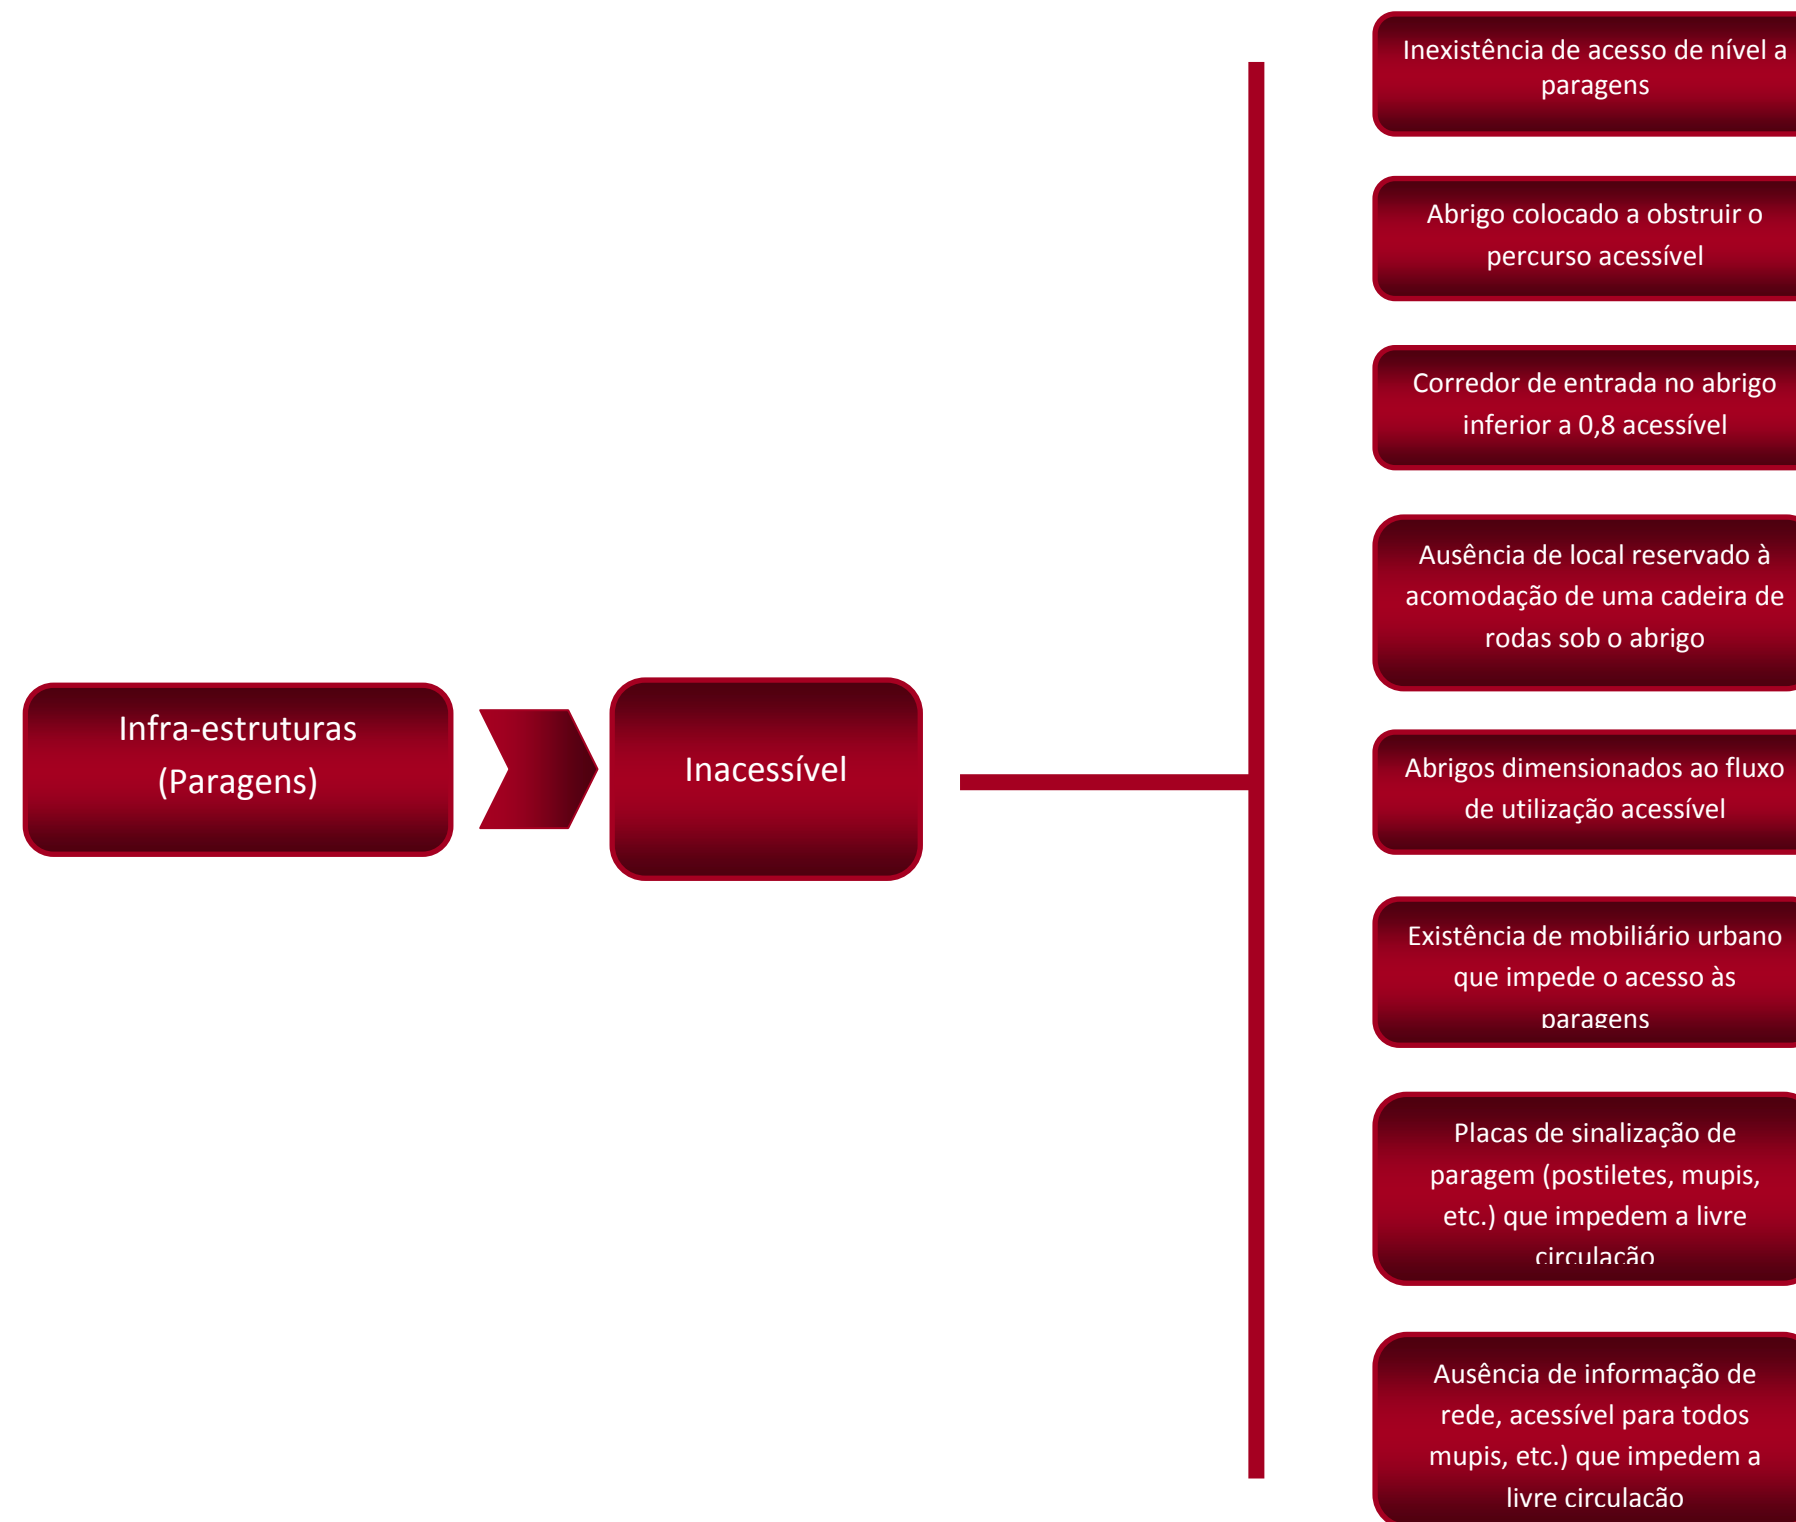 Inexistência de acesso de nível a
paragens
Abrigo colocado a obstruir o
percurso acessível
Corredor de entrada no abrigo
inferior a 0,8 acessível
Ausência de local reservado à
acomodação de uma cadeira de
rodas sob o abrigo
Infra-estruturas
(Paragens)
Inacessível
Abrigos dimensionados ao fluxo
de utilização acessível
Existência de mobiliário urbano
que impede o acesso às
paragens
Placas de sinalização de
paragem (postiletes, mupis,
etc.) que impedem a livre
circulação
Ausência de informação de
rede, acessível para todos
mupis, etc.) que impedem a
livre circulação